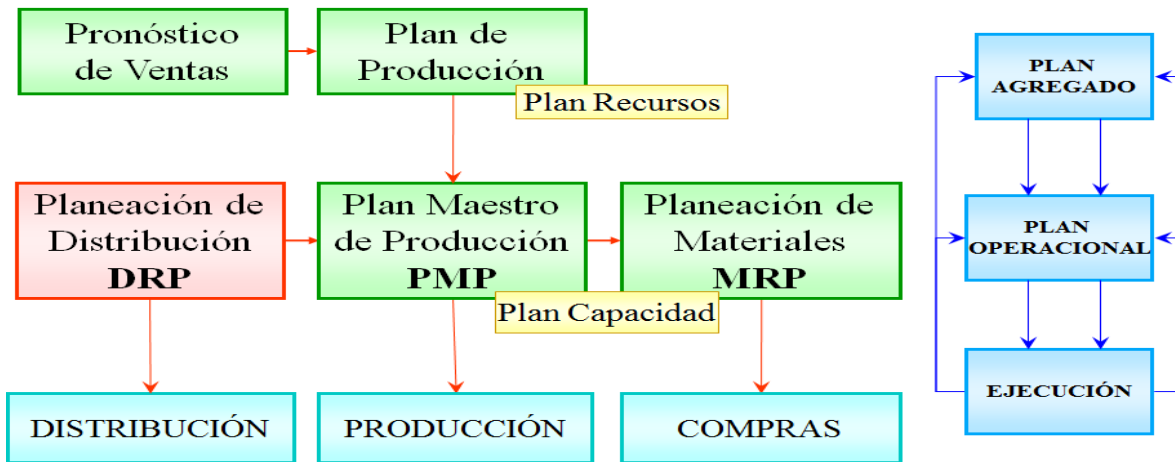 Pronóstico
de Ventas
Plan de
Producción
Plan Recursos
Planeación de
Distribución
DRP
Plan Maestro
de Producción
PMP
Plan Capacidad
Planeación de
Materiales
MRP
DISTRIBUCIÓN
PRODUCCIÓN
COMPRAS
PLAN
AGREGADO
PLAN
OPERACIONAL
EJECUCIÓN